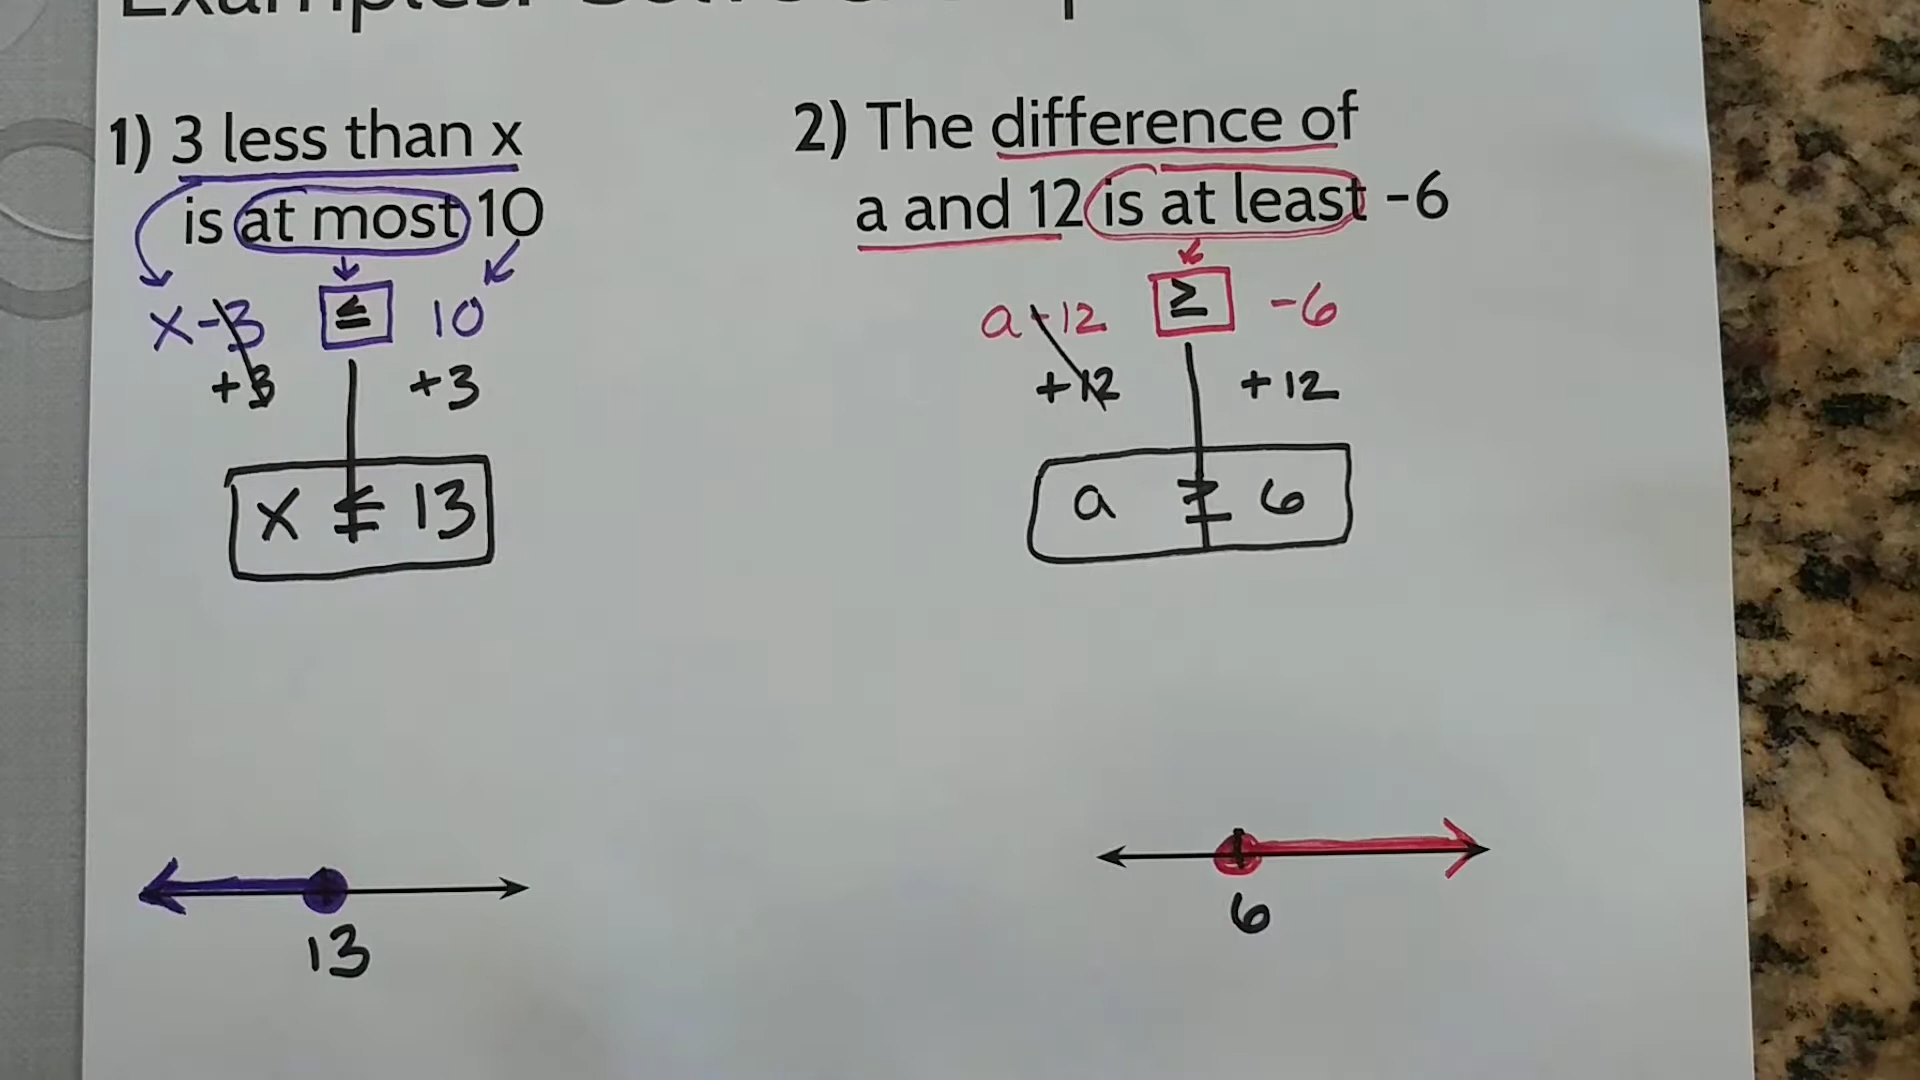 Examples:
1) 3 less than x
is at most 10
x-3 ≤ 10
+3 +3
x ≤ 13
13
2) The difference of
a and 12 is at least -6
a-12 ≥ -6
+12 +12
a ≥ 6
6